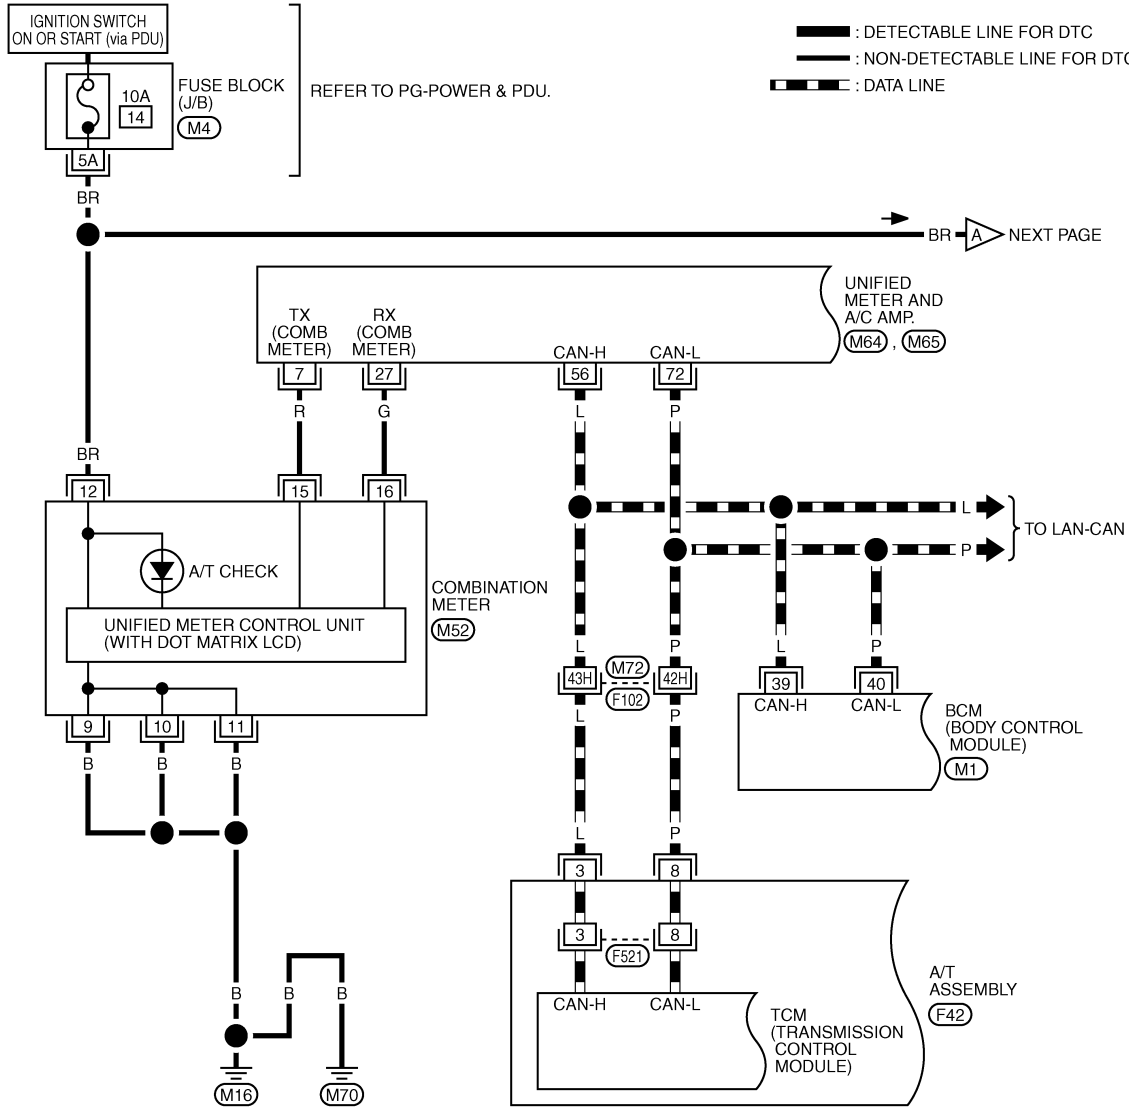 IGNITION SWITCH
ON OR START (via PDU)
: DETECTABLE LINE FOR DTC
: NON-DETECTABLE LINE FOR DTC
: DATA LINE
FUSE BLOCK
(J/B)
M4
10A
14
REFER TO PG-POWER & PDU.
5A
BR
BR
A
NEXT PAGE
UNIFIED
METER AND
A/C AMP.
M64 , M65
TX
(COMB
METER)
RX
(COMB
METER)
CAN-H
CAN-L
7
27
56
72
R
G
L
P
BR
12
15
16
L
P
TO LAN-CAN
A/T CHECK
UNIFIED METER CONTROL UNIT
(WITH DOT MATRIX LCD)
COMBINATION
METER
M52
L
P
L
P
43H
M72
F102
42H
39
40
CAN-H
CAN-L
BCM
(BODY CONTROL
MODULE)
M1
L
P
9
10
11
B
B
B
L
P
3
8
3
8
F521
CAN-H
CAN-L
TCM
(TRANSMISSION
CONTROL
MODULE)
A/T
ASSEMBLY
F42
B
B
B
M16
M70